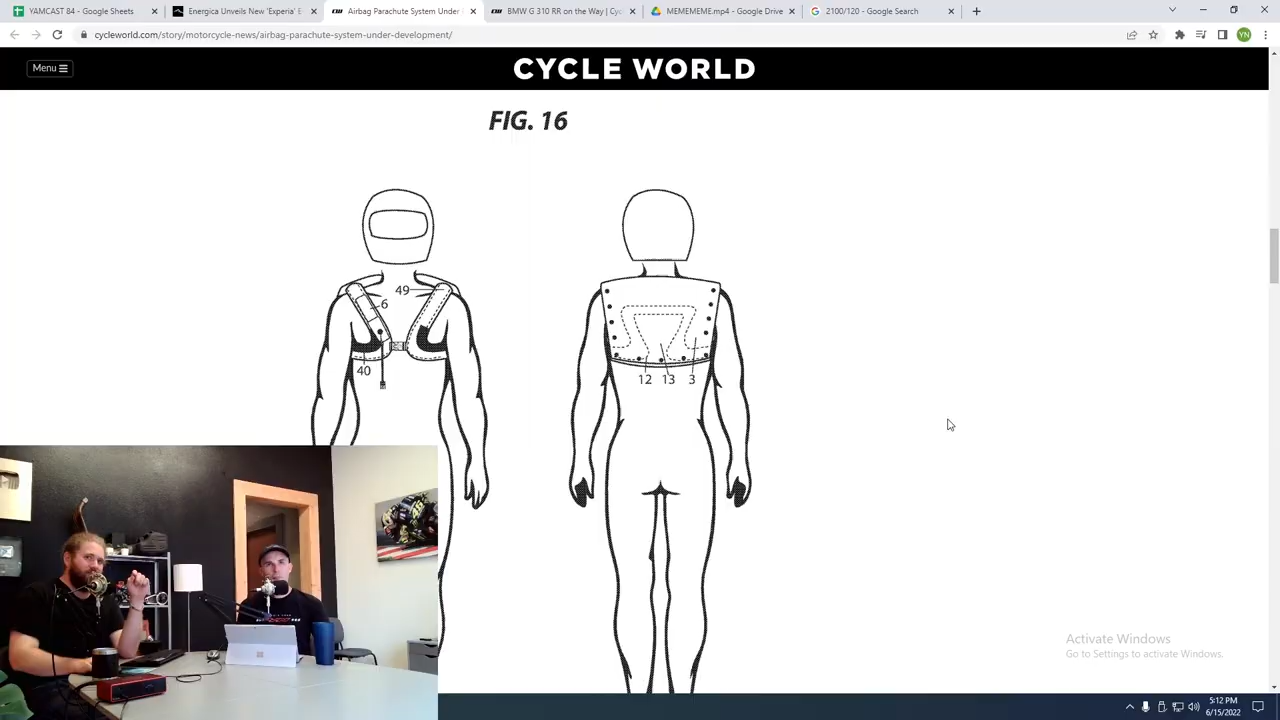 YAMCAST 84 - Google Sheets
Energica Unveils New 'Experia' E
Airbag Parachute System Under
CW
BMW G 310 RR on the Way | Cyc
MEMEMEME.mp4 - Google Drive
2100/120 - Google Search
cycleworld.com/story/motorcycle-news/airbag-parachute-system-under-development/
YN
Menu
CYCLE WORLD
FIG. 16
49
6
40
12 13 3
Activate Windows
Go to Settings to activate Windows.
5:12 PM
6/15/2022